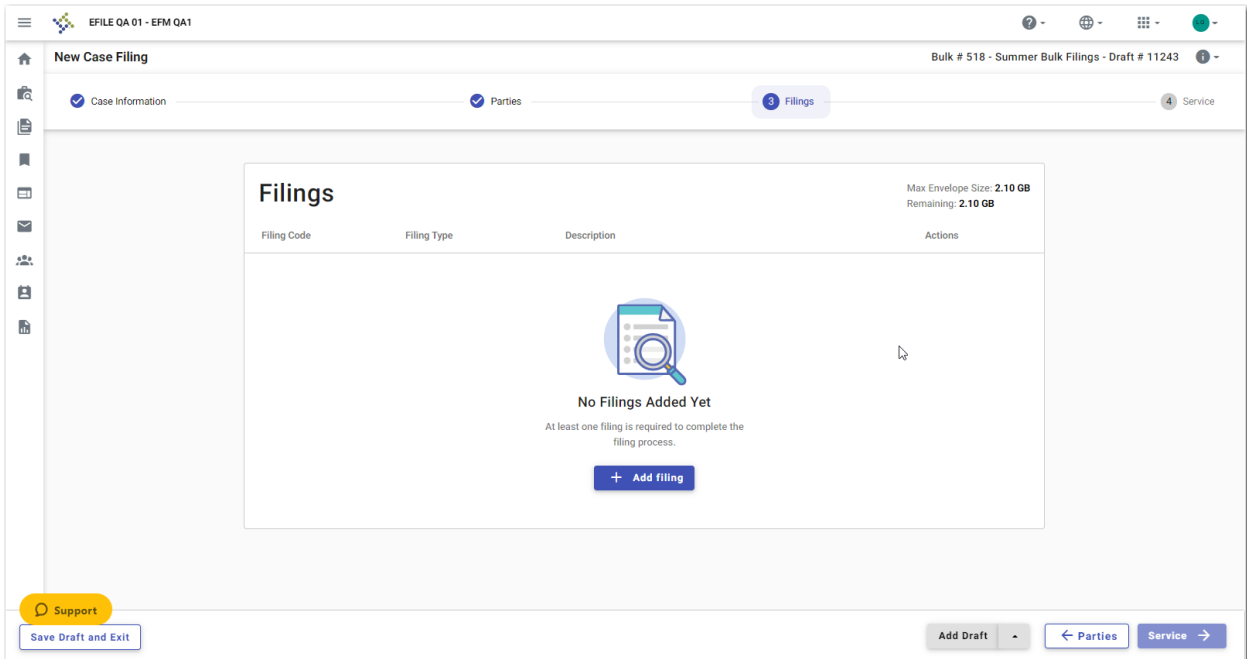 EFILE QA 01 - EFM QA1
New Case Filing
Bulk # 518 - Summer Bulk Filings - Draft # 11243
Case Information
Parties
3 Filings
4 Service
Filings
Max Envelope Size: 2.10 GB
Remaining: 2.10 GB
Filing Code Filing Type Description Actions
No Filings Added Yet
At least one filing is required to complete the
filing process.
+ Add filing
Support
Save Draft and Exit
Add Draft
← Parties
Service →